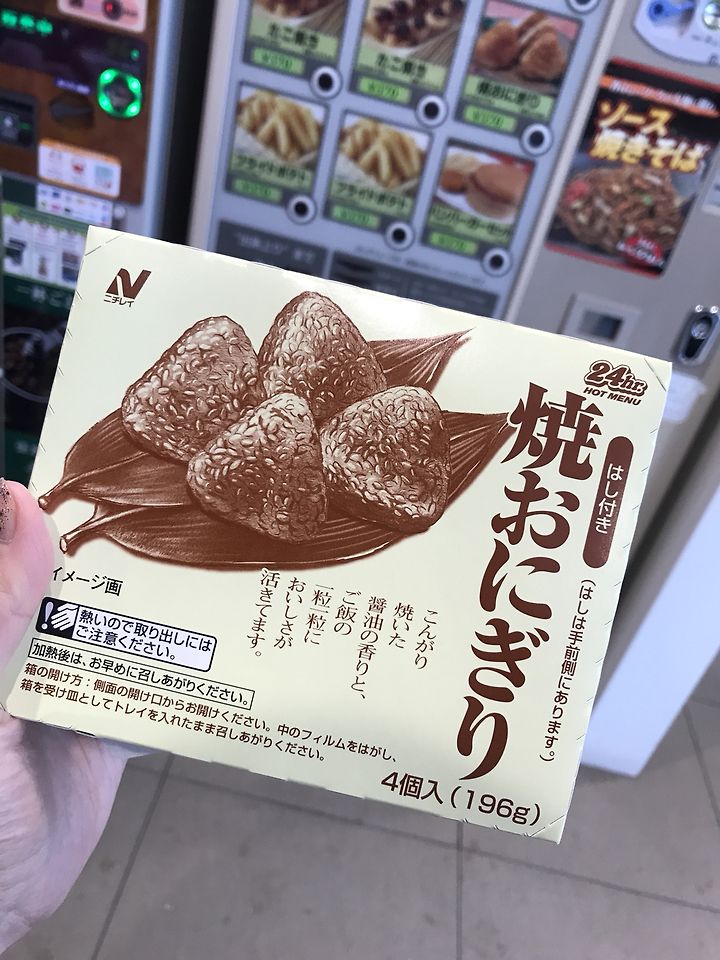 たこ焼き
たこ焼き
焼おにぎり
フライドポテト
フライドポテト
ソース
焼きそば
ニチレイ
24hr.
HOT MENU
焼おにぎり
はし付き
(はしは手前側にあります。)
こんがり
焼いた
醤油の香りと、
ご飯の
一粒一粒に
おいしさが
活きてます。
イメージ画
熱いので取り出しには
ご注意ください。
加熱後は、お早めに召しあがりください。
箱の開け方:側面の開け口からお開けください。中のフィルムをはがし、
箱を受け皿としてトレイを入れたまま召しあがりください。
4個入(196g)